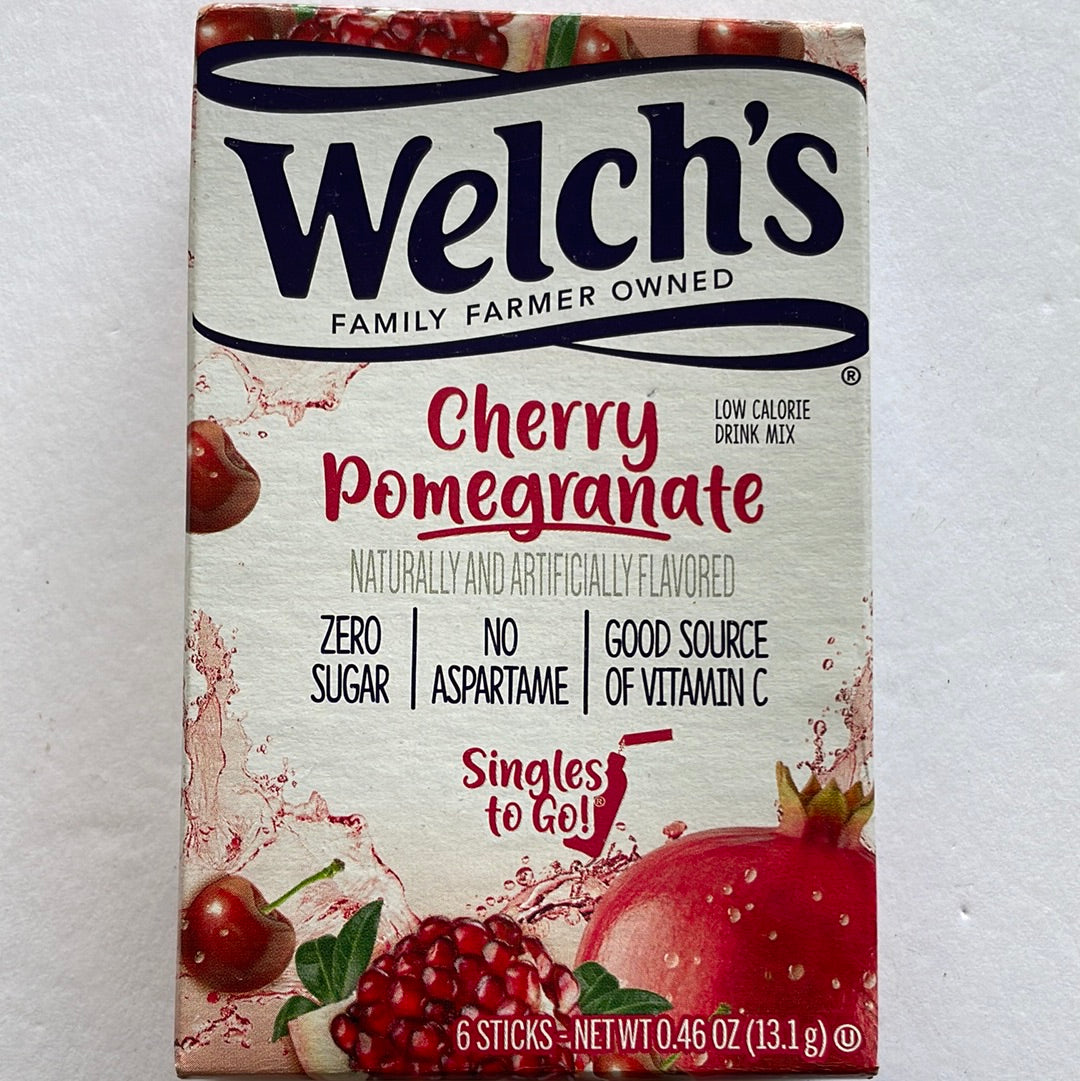 Welch's
FAMILY FARMER OWNED
®
Cherry
Pomegranate
LOW CALORIE
DRINK MIX
NATURALLY AND ARTIFICIALLY FLAVORED
ZERO
SUGAR
NO
ASPARTAME
GOOD SOURCE
OF VITAMIN C
Singles
to Go!®
6 STICKS - NET WT 0.46 OZ (13.1 g) Ⓤ